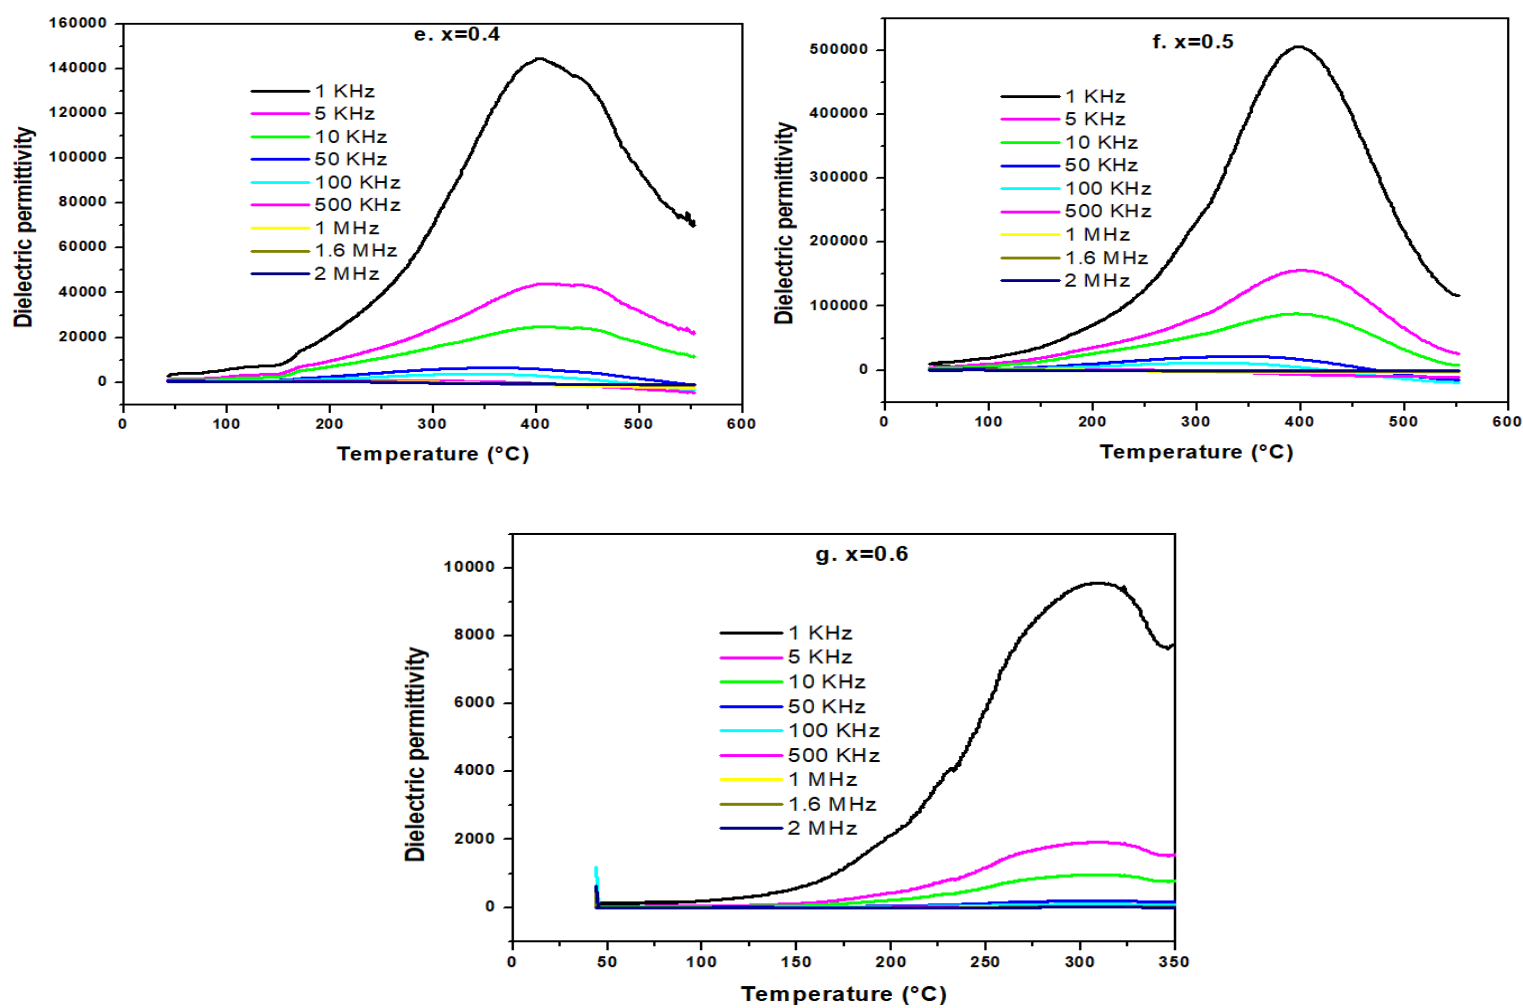 e. x=0.4
160000
140000
120000
100000
80000
60000
40000
20000
0
Dielectric permittivity
1 KHz
5 KHz
10 KHz
50 KHz
100 KHz
500 KHz
1 MHz
1.6 MHz
2 MHz
0 100 200 300 400 500 600
Temperature (°C)
f. x=0.5
500000
400000
300000
200000
100000
0
Dielectric permittivity
1 KHz
5 KHz
10 KHz
50 KHz
100 KHz
500 KHz
1 MHz
1.6 MHz
2 MHz
0 100 200 300 400 500 600
Temperature (°C)
g. x=0.6
10000
8000
6000
4000
2000
0
Dielectric permittivity
1 KHz
5 KHz
10 KHz
50 KHz
100 KHz
500 KHz
1 MHz
1.6 MHz
2 MHz
0 50 100 150 200 250 300 350
Temperature (°C)